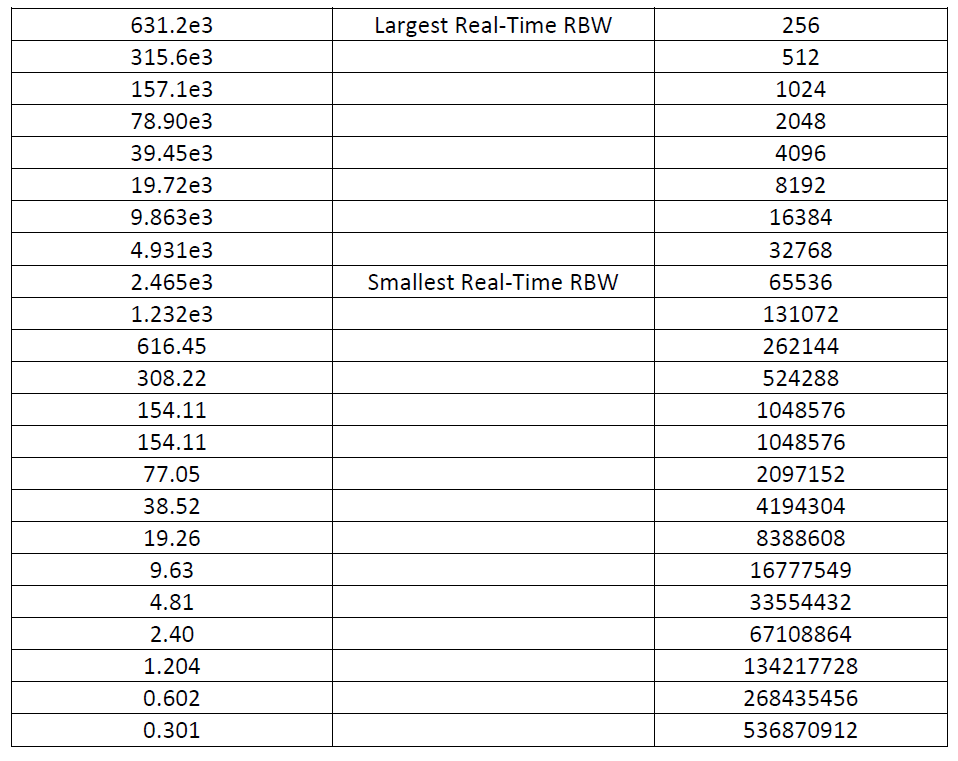 631.2e3 Largest Real-Time RBW 256
315.6e3 512
157.1e3 1024
78.90e3 2048
39.45e3 4096
19.72e3 8192
9.863e3 16384
4.931e3 32768
2.465e3 Smallest Real-Time RBW 65536
1.232e3 131072
616.45 262144
308.22 524288
154.11 1048576
154.11 1048576
77.05 2097152
38.52 4194304
19.26 8388608
9.63 16777549
4.81 33554432
2.40 67108864
1.204 134217728
0.602 268435456
0.301 536870912